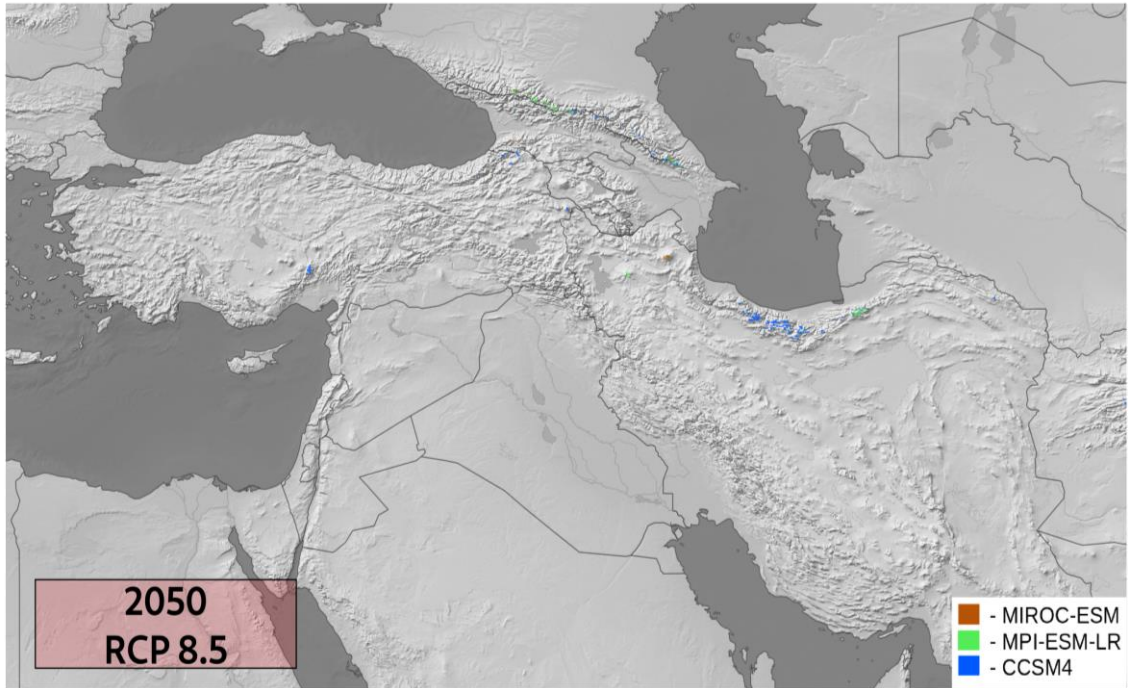 2050
RCP 8.5
- MIROC-ESM
- MPI-ESM-LR
- CCSM4